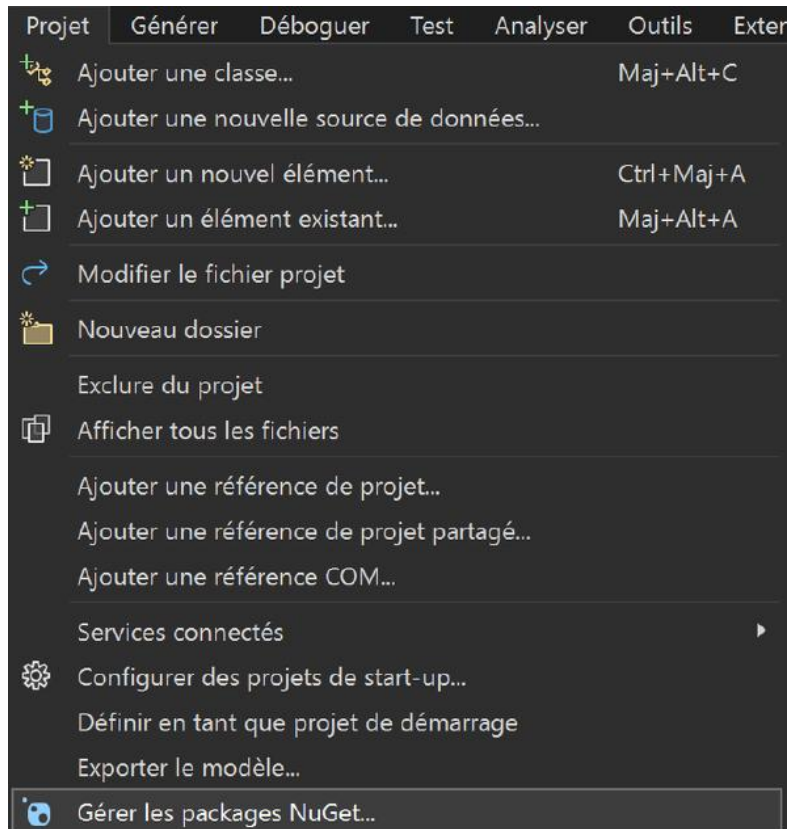 Projet Générer Déboguer Test Analyser Outils Exter
Ajouter une classe... Maj+Alt+C
Ajouter une nouvelle source de données...
Ajouter un nouvel élément... Ctrl+Maj+A
Ajouter un élément existant... Maj+Alt+A
Modifier le fichier projet
Nouveau dossier
Exclure du projet
Afficher tous les fichiers
Ajouter une référence de projet...
Ajouter une référence de projet partagé...
Ajouter une référence COM...
Services connectés
Configurer des projets de start-up...
Définir en tant que projet de démarrage
Exporter le modèle...
Gérer les packages NuGet...